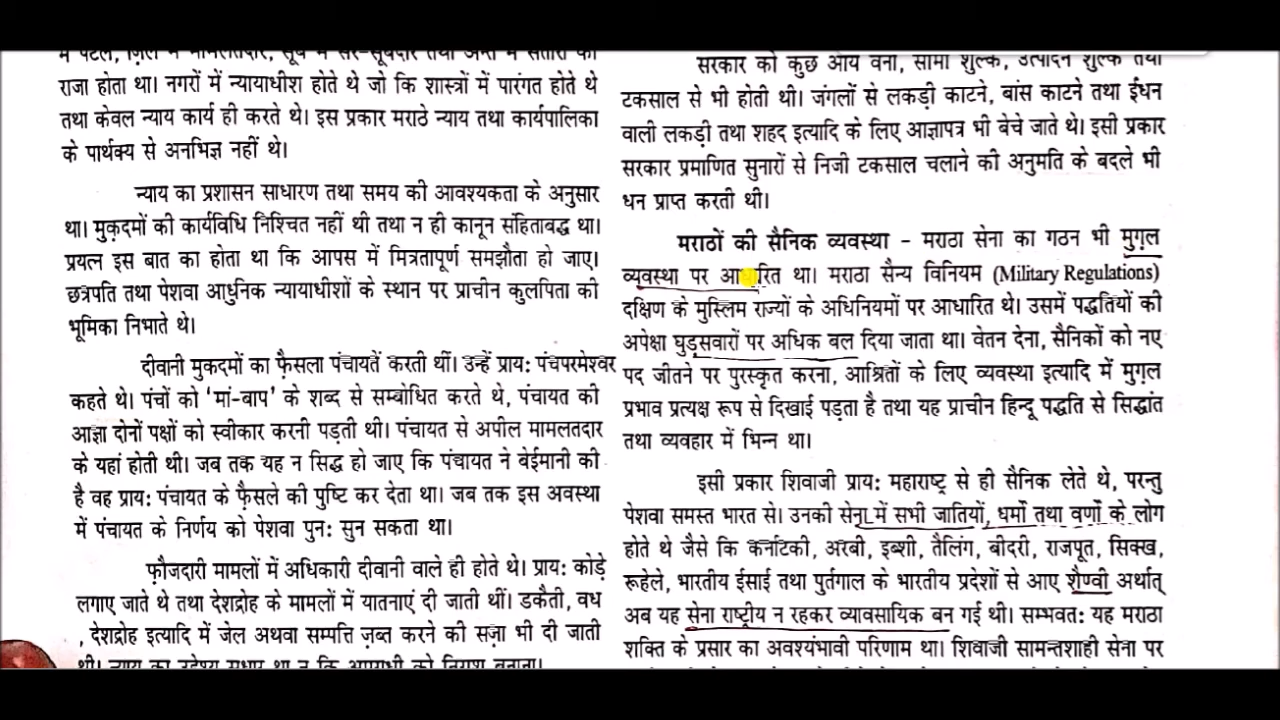 राजा होता था। नगरों में न्यायाधीश होते थे जो कि शास्त्रों में पारंगत होते थे
तथा केवल न्याय कार्य ही करते थे। इस प्रकार मराठे न्याय तथा कार्यपालिका
के पार्थक्य से अनभिज्ञ नहीं थे।
न्याय का प्रशासन साधारण तथा समय की आवश्यकता के अनुसार
था। मुक़दमों की कार्यविधि निश्चित नहीं थी तथा न ही कानून संहिताबद्ध था।
प्रयत्न इस बात का होता था कि आपस में मित्रतापूर्ण समझौता हो जाए।
छत्रपति तथा पेशवा आधुनिक न्यायाधीशों के स्थान पर प्राचीन कुलपिता की
भूमिका निभाते थे।
दीवानी मुकदमों का फ़ैसला पंचायतें करती थीं। उन्हें प्राय: पंचपरमेश्वर
कहते थे। पंचों को 'मां-बाप' के शब्द से सम्बोधित करते थे, पंचायत की
आज्ञा दोनों पक्षों को स्वीकार करनी पड़ती थी। पंचायत से अपील मामलतदार
के यहां होती थी। जब तक यह न सिद्ध हो जाए कि पंचायत ने बेईमानी की
है वह प्राय: पंचायत के फ़ैसले की पुष्टि कर देता था। जब तक इस अवस्था
में पंचायत के निर्णय को पेशवा पुन: सुन सकता था।
फ़ौजदारी मामलों में अधिकारी दीवानी वाले ही होते थे। प्राय: कोड़े
लगाए जाते थे तथा देशद्रोह के मामलों में यातनाएं दी जाती थीं। डकैती, वध
, देशद्रोह इत्यादि में जेल अथवा सम्पत्ति ज़ब्त करने की सज़ा भी दी जाती
थी। न्याय का उद्देश्य सुधार था न कि अपराधी को निराश बनाना।
सरकार को कुछ आय वनों, सीमा शुल्क, उत्पादन शुल्क तथा
टकसाल से भी होती थी। जंगलों से लकड़ी काटने, बांस काटने तथा ईंधन
वाली लकड़ी तथा शहद इत्यादि के लिए आज्ञापत्र भी बेचे जाते थे। इसी प्रकार
सरकार प्रमाणित सुनारों से निजी टकसाल चलाने की अनुमति के बदले भी
धन प्राप्त करती थी।
मराठों की सैनिक व्यवस्था - मराठा सेना का गठन भी मुग़ल
व्यवस्था पर आधारित था। मराठा सैन्य विनियम (Military Regulations)
दक्षिण के मुस्लिम राज्यों के अधिनियमों पर आधारित थे। उसमें पद्धतियों की
अपेक्षा घुड़सवारों पर अधिक बल दिया जाता था। वेतन देना, सैनिकों को नए
पद जीतने पर पुरस्कृत करना, आश्रितों के लिए व्यवस्था इत्यादि में मुग़ल
प्रभाव प्रत्यक्ष रूप से दिखाई पड़ता है तथा यह प्राचीन हिन्दू पद्धति से सिद्धांत
तथा व्यवहार में भिन्न था।
इसी प्रकार शिवाजी प्राय: महाराष्ट्र से ही सैनिक लेते थे, परन्तु
पेशवा समस्त भारत से। उनकी सेना में सभी जातियों, धर्मों तथा वर्णों के लोग
होते थे जैसे कि कर्नाटकी, अरबी, इब्शी, तैलिंग, बीदरी, राजपूत, सिक्ख,
रूहेले, भारतीय ईसाई तथा पुर्तगाल के भारतीय प्रदेशों से आए शैण्वी अर्थात्
अब यह सेना राष्ट्रीय न रहकर व्यावसायिक बन गई थी। सम्भवत: यह मराठा
शक्ति के प्रसार का अवश्यंभावी परिणाम था। शिवाजी सामन्तशाही सेना पर